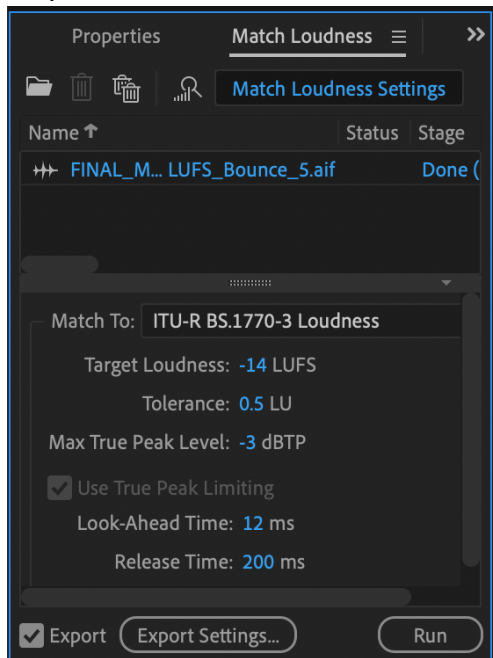 Properties Match Loudness
Match Loudness Settings
Name Status Stage
FINAL_M... LUFS_Bounce_5.aif Done (
Match To: ITU-R BS.1770-3 Loudness
Target Loudness: -14 LUFS
Tolerance: 0.5 LU
Max True Peak Level: -3 dBTP
Use True Peak Limiting
Look-Ahead Time: 12 ms
Release Time: 200 ms
Export Export Settings... Run